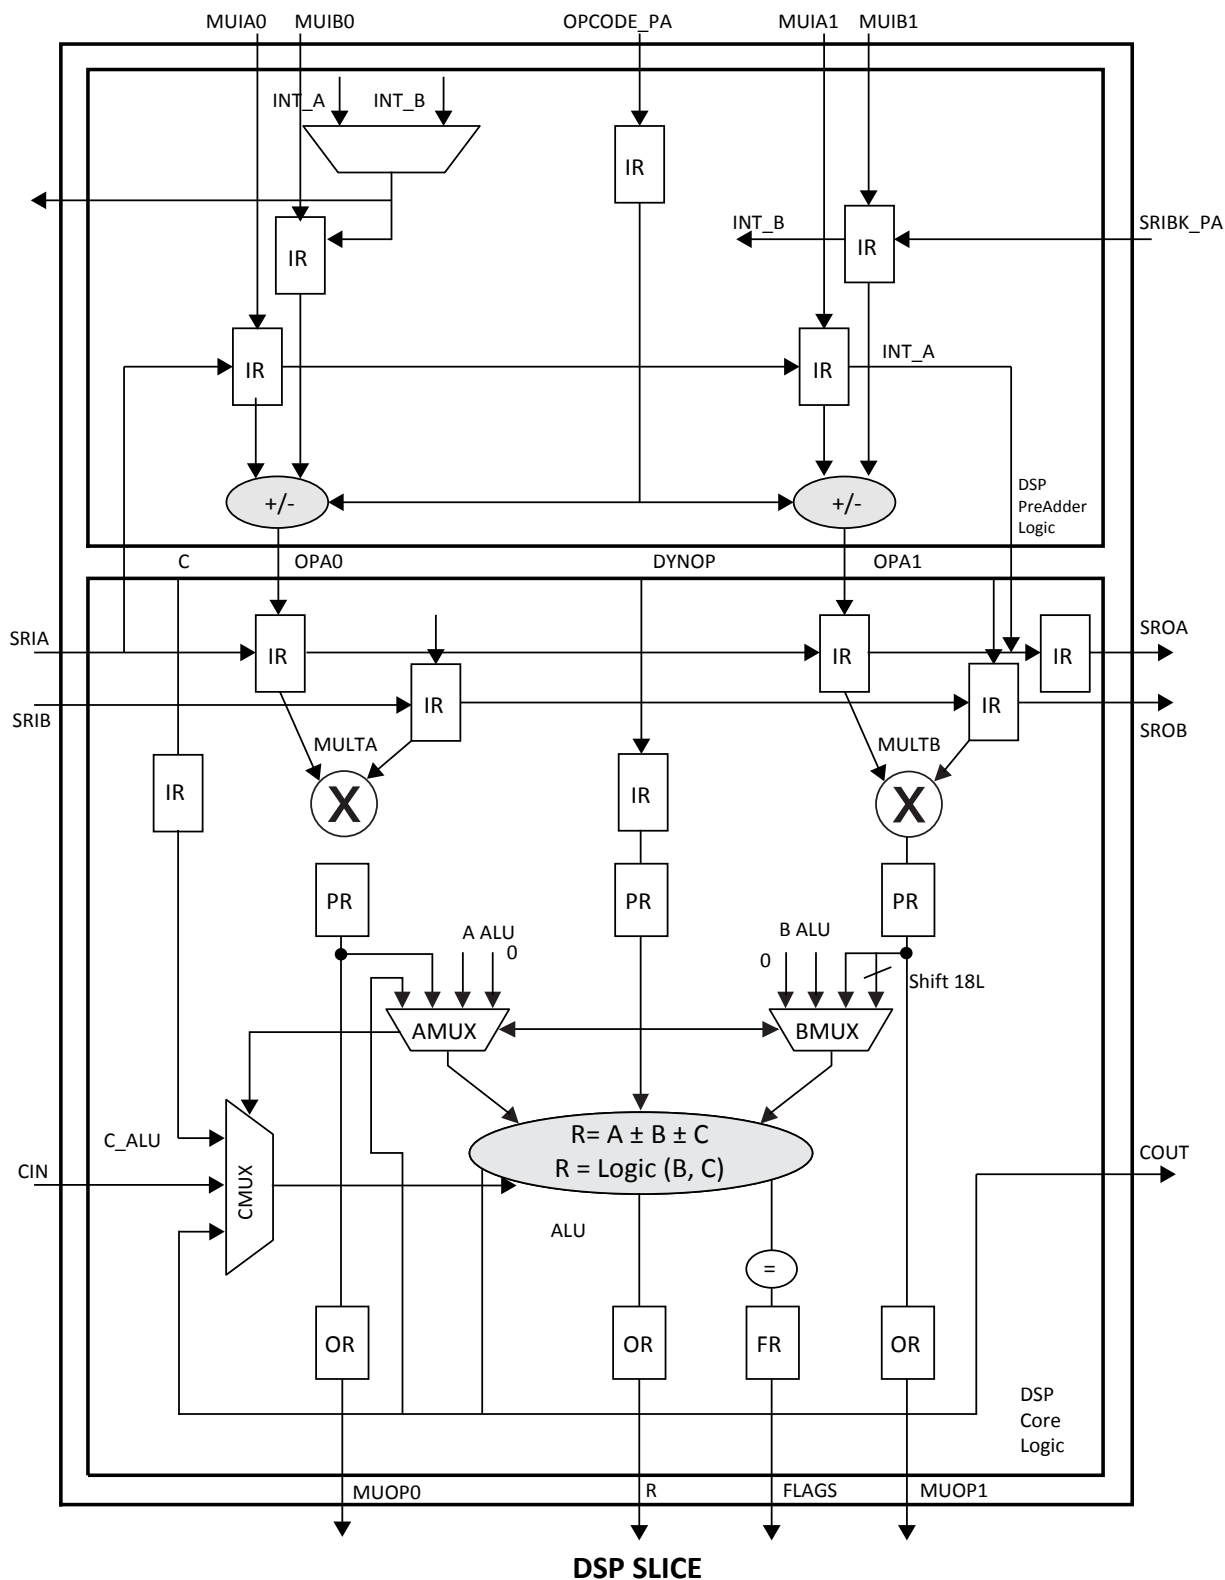 MUIA0
MUIB0
OPCODE_PA
MUIA1
MUIB1
INT_A
INT_B
IR
IR
INT_B
IR
SRIBK_PA
IR
IR
INT_A
+/-
+/-
DSP
PreAdder
Logic
C
OPA0
DYNOP
OPA1
SRIA
IR
IR
IR
SROA
SRIB
IR
IR
SROB
MULTA
MULTB
IR
X
IR
X
PR
PR
PR
A ALU
0
B ALU
0
Shift 18L
AMUX
BMUX
R= A ± B ± C
R = Logic (B, C)
C_ALU
CIN
CMUX
COUT
ALU
=
OR
OR
FR
OR
DSP
Core
Logic
MUOP0
R
FLAGS
MUOP1
DSP SLICE